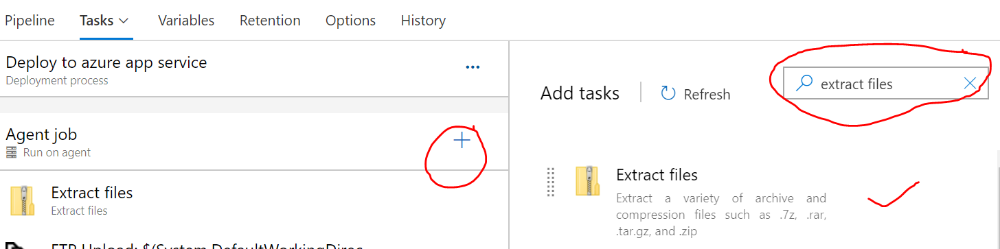 Pipeline Tasks Variables Retention Options History
Deploy to azure app service
Deployment process
Agent job
Run on agent
Extract files
Extract files
FTP Upload: $(System.DefaultWorkingDirec
Add tasks Refresh extract files
Extract files
Extract a variety of archive and
compression files such as .7z, .rar,
.tar.gz, and .zip